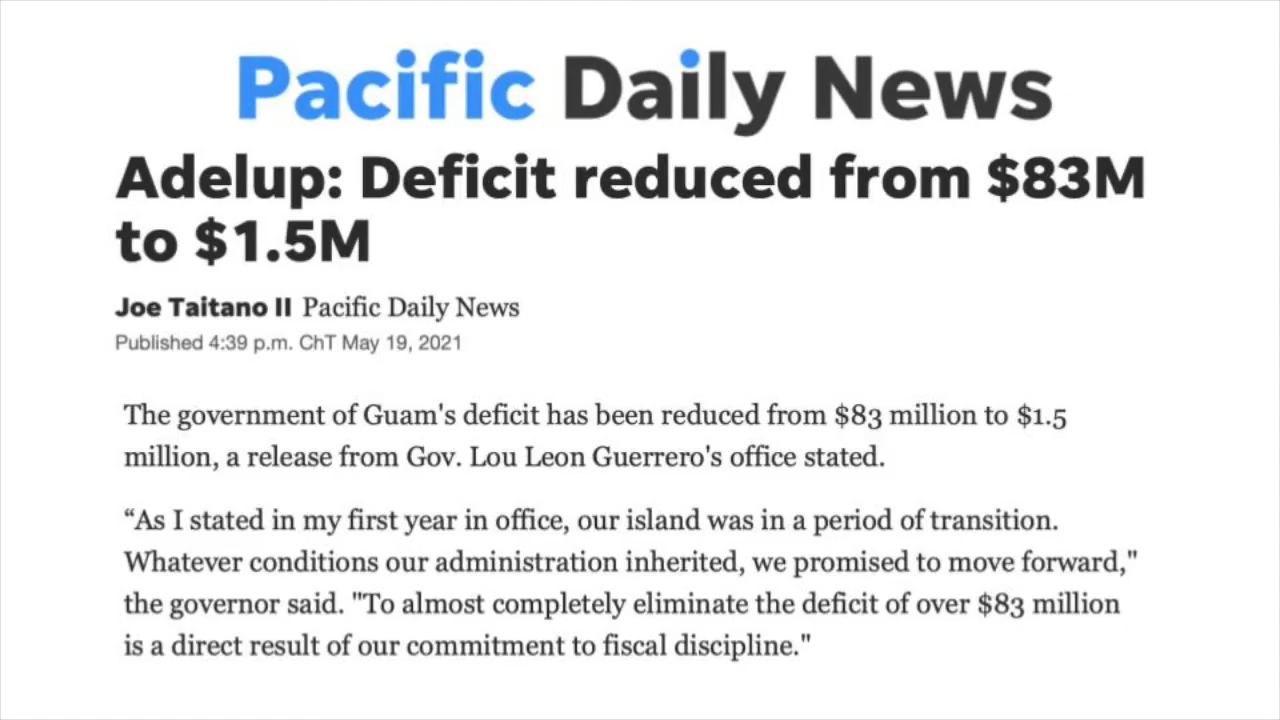 Pacific Daily News
Adelup: Deficit reduced from $83M
to $1.5M
Joe Taitano II Pacific Daily News
Published 4:39 p.m. ChT May 19, 2021
The government of Guam's deficit has been reduced from $83 million to $1.5
million, a release from Gov. Lou Leon Guerrero's office stated.
“As I stated in my first year in office, our island was in a period of transition.
Whatever conditions our administration inherited, we promised to move forward,"
the governor said. "To almost completely eliminate the deficit of over $83 million
is a direct result of our commitment to fiscal discipline."